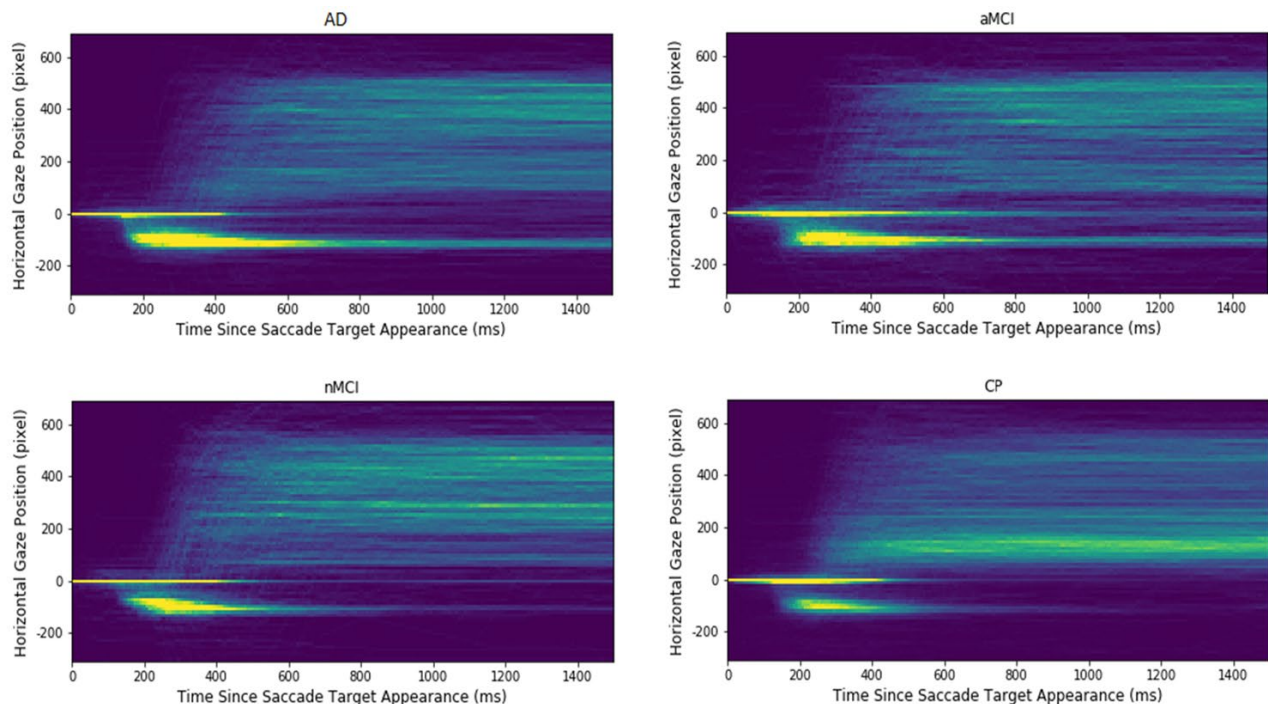 AD
Horizontal Gaze Position (pixel)
600
400
200
0
-200
0 200 400 600 800 1000 1200 1400
Time Since Saccade Target Appearance (ms)
aMCI
Horizontal Gaze Position (pixel)
600
400
200
0
-200
0 200 400 600 800 1000 1200 1400
Time Since Saccade Target Appearance (ms)
nMCI
Horizontal Gaze Position (pixel)
600
400
200
0
-200
0 200 400 600 800 1000 1200 1400
Time Since Saccade Target Appearance (ms)
CP
Horizontal Gaze Position (pixel)
600
400
200
0
-200
0 200 400 600 800 1000 1200 1400
Time Since Saccade Target Appearance (ms)